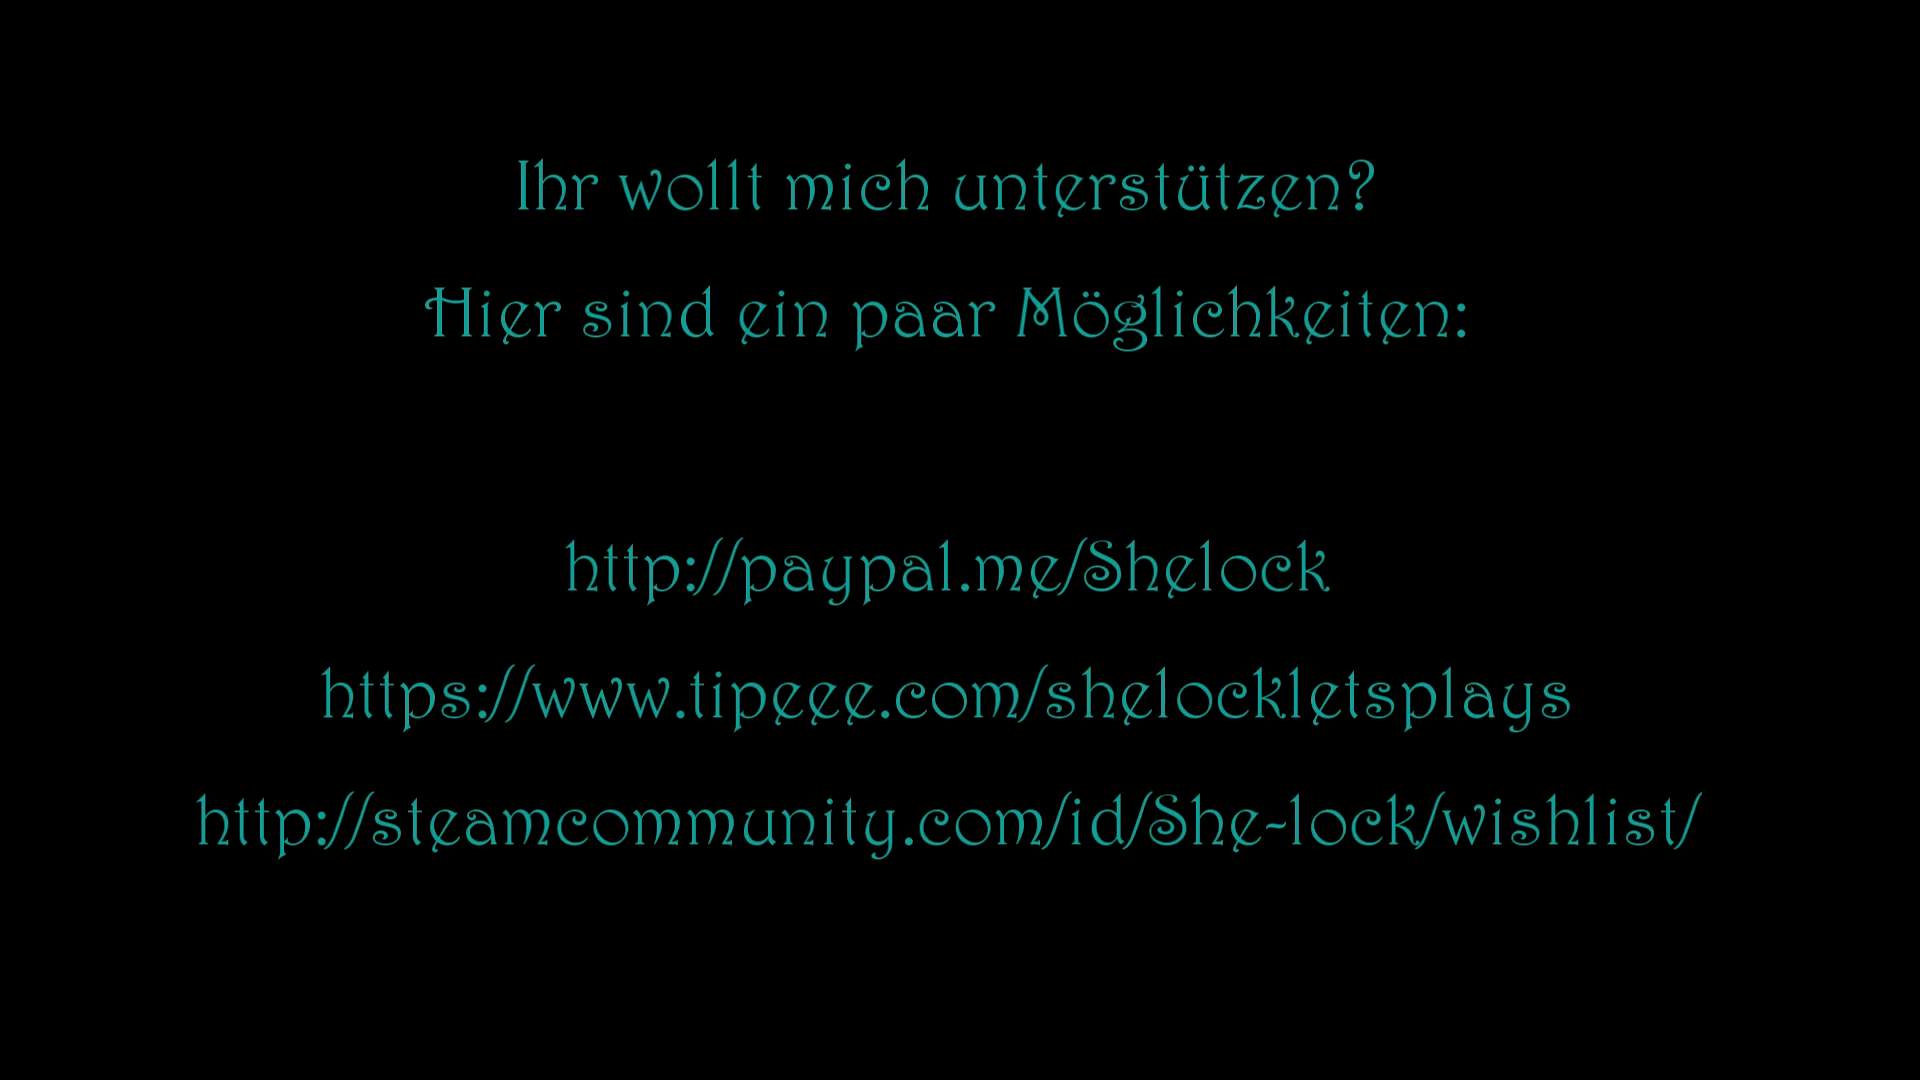 Ihr wollt mich unterstützen?
Hier sind ein paar Möglichkeiten:
http://paypal.me/Shelock
https://www.tipeee.com/shelockletsplays
http://steamcommunity.com/id/She-lock/wishlist/